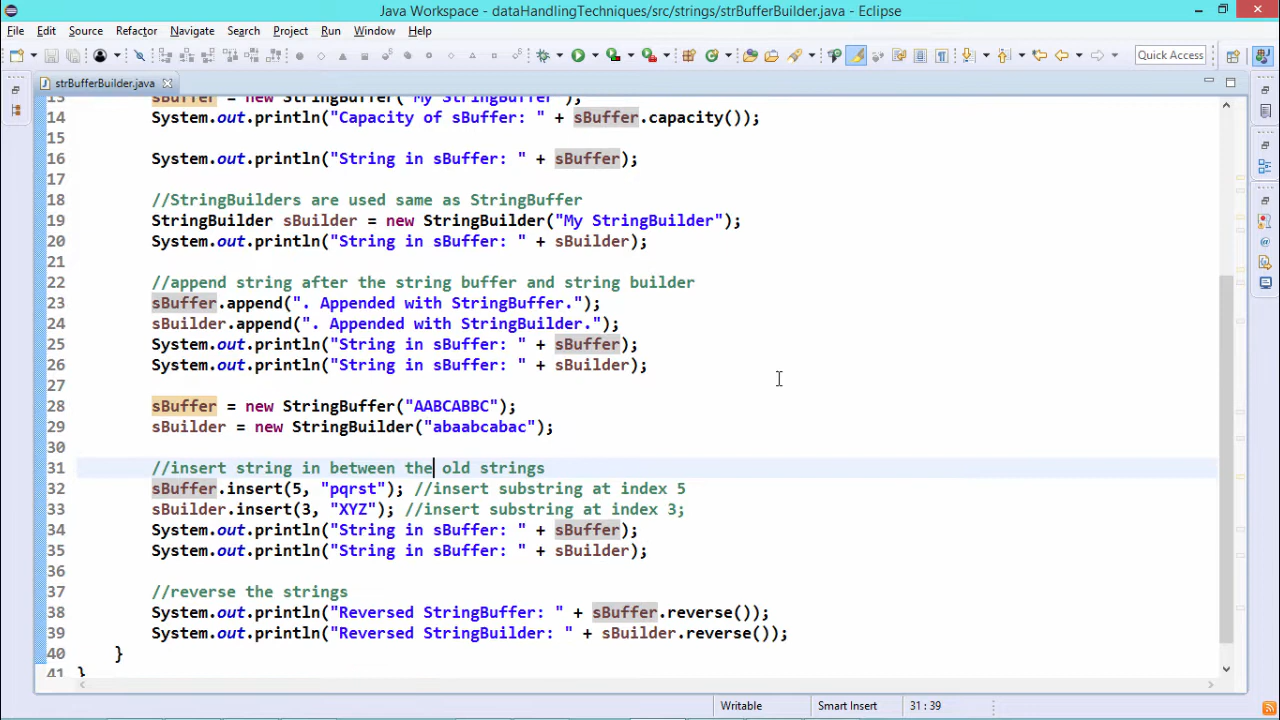 Java Workspace - dataHandlingTechniques/src/strings/strBufferBuilder.java - Eclipse
File Edit Source Refactor Navigate Search Project Run Window Help
Quick Access
strBufferBuilder.java
13 sBuffer = new StringBuffer("My StringBuffer");
14 System.out.println("Capacity of sBuffer: " + sBuffer.capacity());
15
16 System.out.println("String in sBuffer: " + sBuffer);
17
18 //StringBuilders are used same as StringBuffer
19 StringBuilder sBuilder = new StringBuilder("My StringBuilder");
20 System.out.println("String in sBuffer: " + sBuilder);
21
22 //append string after the string buffer and string builder
23 sBuffer.append(". Appended with StringBuffer.");
24 sBuilder.append(". Appended with StringBuilder.");
25 System.out.println("String in sBuffer: " + sBuffer);
26 System.out.println("String in sBuffer: " + sBuilder);
27
28 sBuffer = new StringBuffer("AABCABBC");
29 sBuilder = new StringBuilder("abaabcabac");
30
31 //insert string in between the old strings
32 sBuffer.insert(5, "pqrst"); //insert substring at index 5
33 sBuilder.insert(3, "XYZ"); //insert substring at index 3;
34 System.out.println("String in sBuffer: " + sBuffer);
35 System.out.println("String in sBuffer: " + sBuilder);
36
37 //reverse the strings
38 System.out.println("Reversed StringBuffer: " + sBuffer.reverse());
39 System.out.println("Reversed StringBuilder: " + sBuilder.reverse());
40 }
41 }
Writable Smart Insert 31 : 39